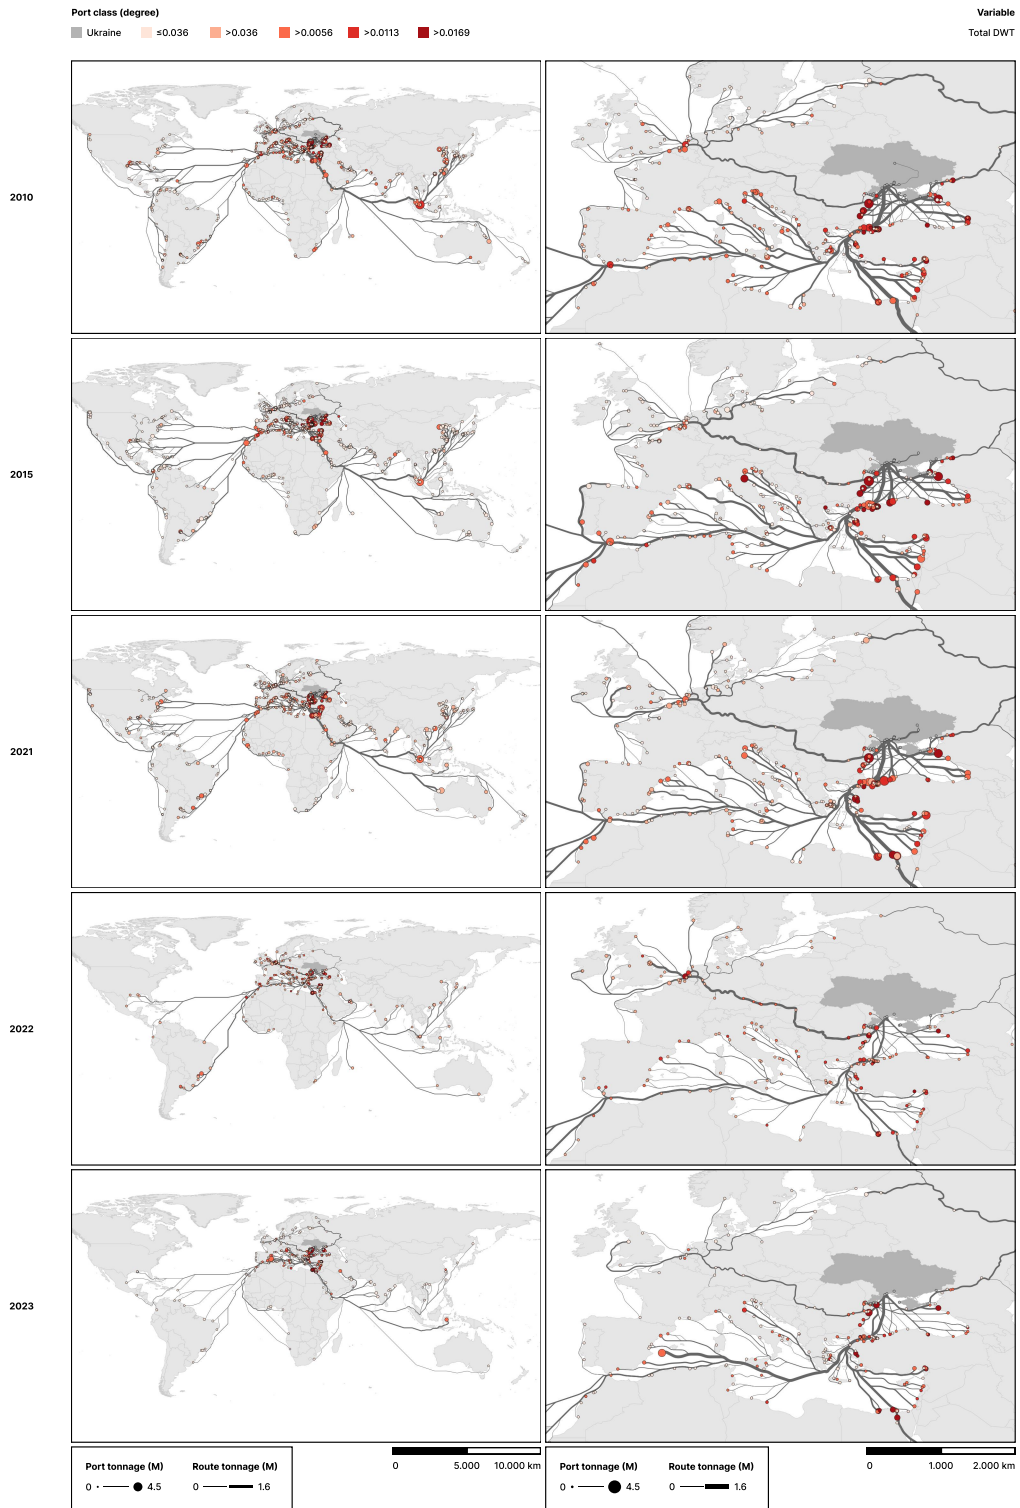 Port class (degree)
Variable
Ukraine ≤0.036 >0.036 >0.0056 >0.0113 >0.0169
Total DWT
2010
2015
2021
2022
2023
Port tonnage (M) Route tonnage (M)
0 4.5 0 1.6
0 5.000 10.000 km
Port tonnage (M) Route tonnage (M)
0 4.5 0 1.6
0 1.000 2.000 km